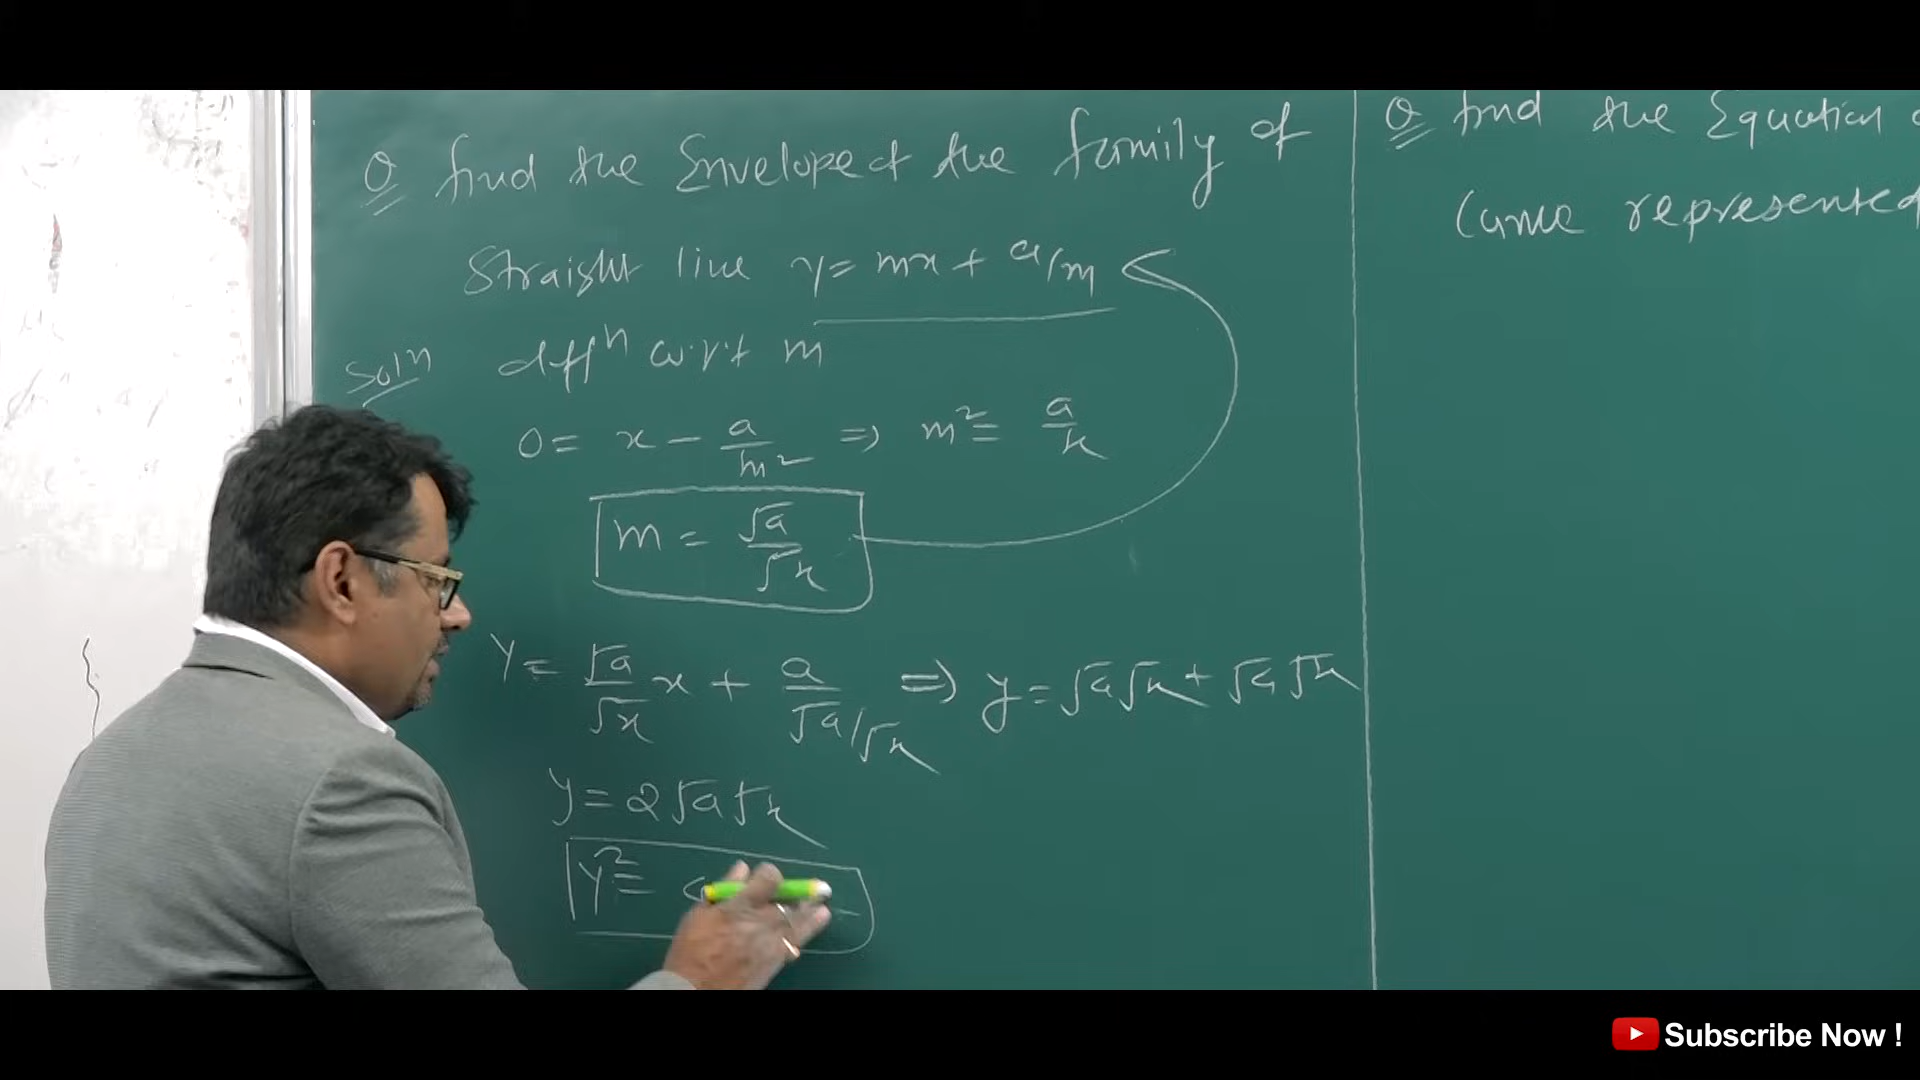 Q find the Envelope of the family of
Straight line y = mx + a/m
Solⁿ diffⁿ w.r.t m
0 = x - a/m² ⇒ m² = a/x
m = √a/√x
Y = √a/√x x + a/√a/√x ⇒ y = √a√x + √a√x
y = 2√a√x
Y² =
Q find the Equation
Curve represented
Subscribe Now !